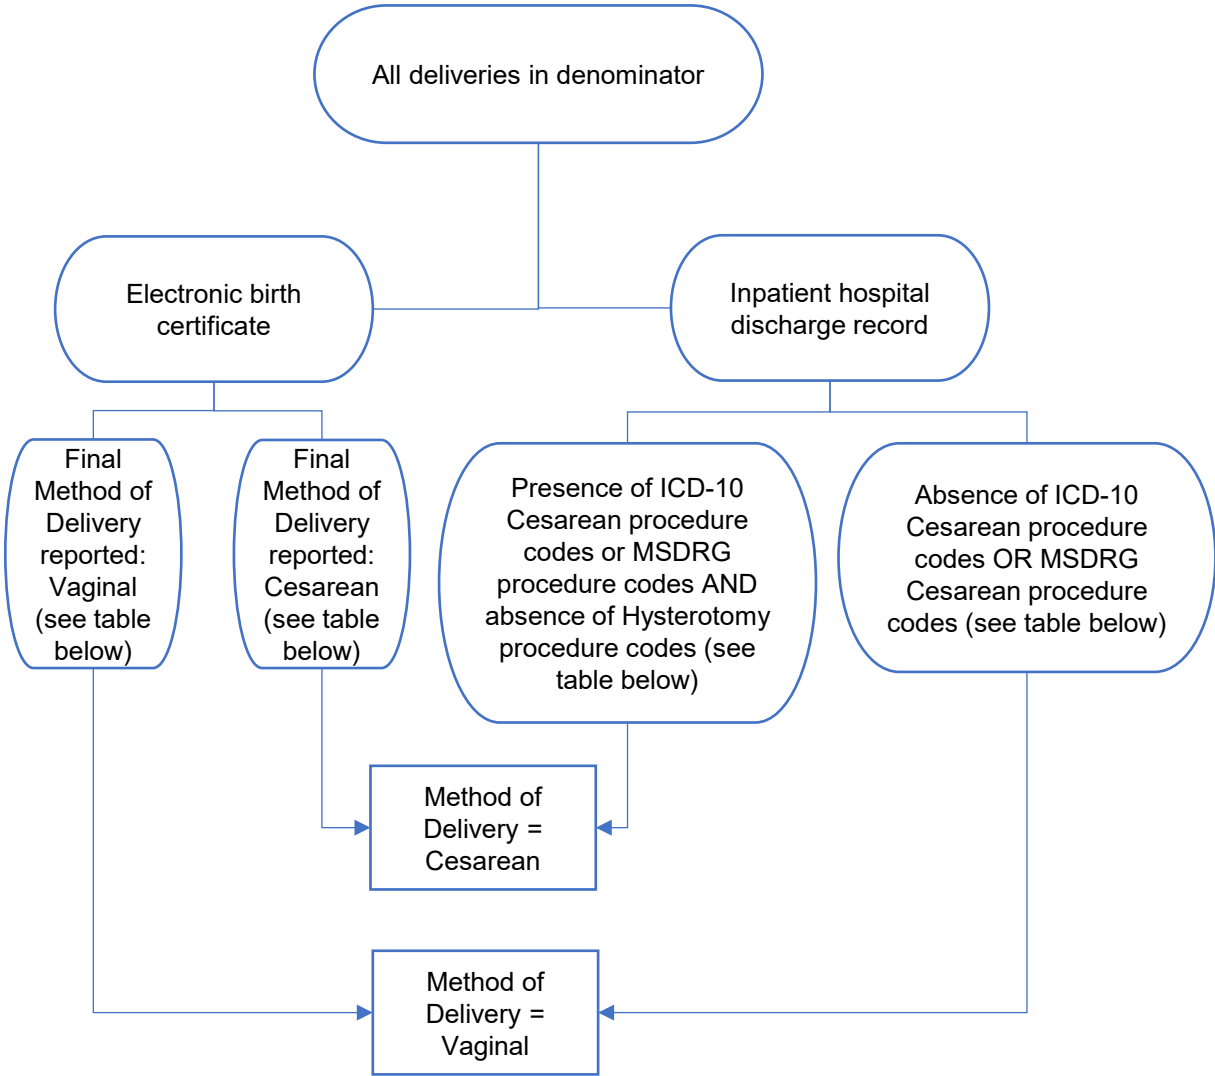 All deliveries in denominator
Electronic birth
certificate
Inpatient hospital
discharge record
Final
Method of
Delivery
reported:
Vaginal
(see table
below)
Final
Method of
Delivery
reported:
Cesarean
(see table
below)
Presence of ICD-10
Cesarean procedure
codes or MSDRG
procedure codes AND
absence of Hysterotomy
procedure codes (see
table below)
Absence of ICD-10
Cesarean procedure
codes OR MSDRG
Cesarean procedure
codes (see table below)
Method of
Delivery =
Cesarean
Method of
Delivery =
Vaginal